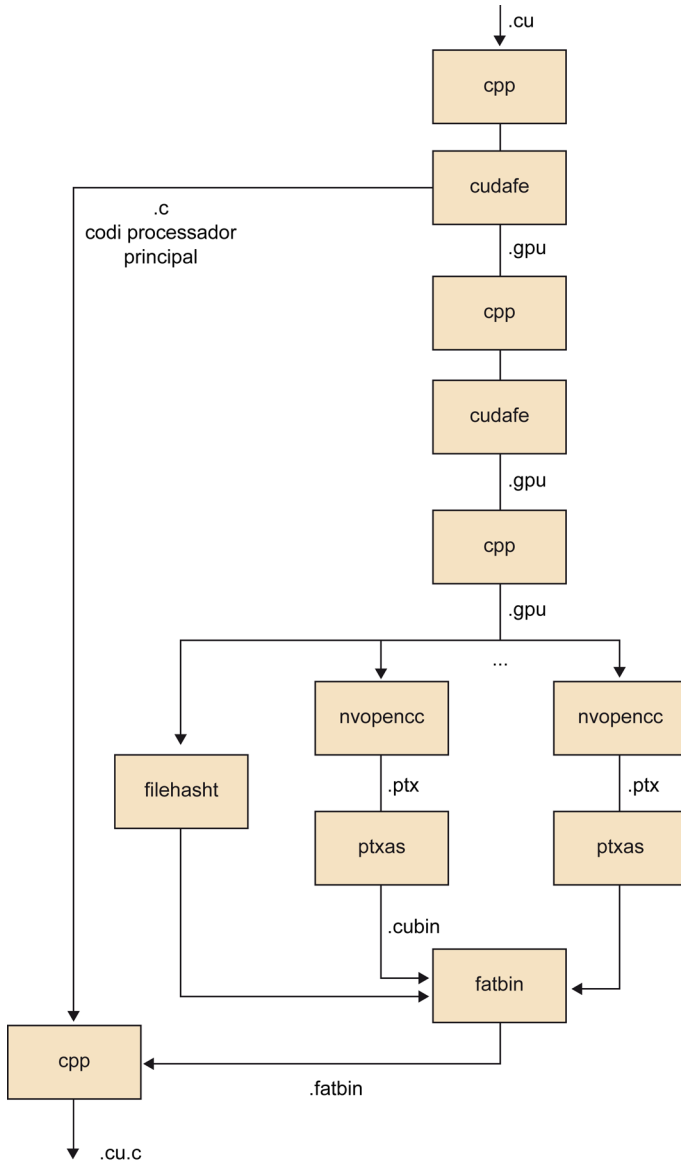 .cu
cpp
cudafe
.c
codi processador
principal
.gpu
cpp
cudafe
.gpu
cpp
.gpu
...
nvopencc
nvopencc
filehasht
.ptx
.ptx
ptxas
ptxas
.cubin
fatbin
cpp
.fatbin
.cu.c